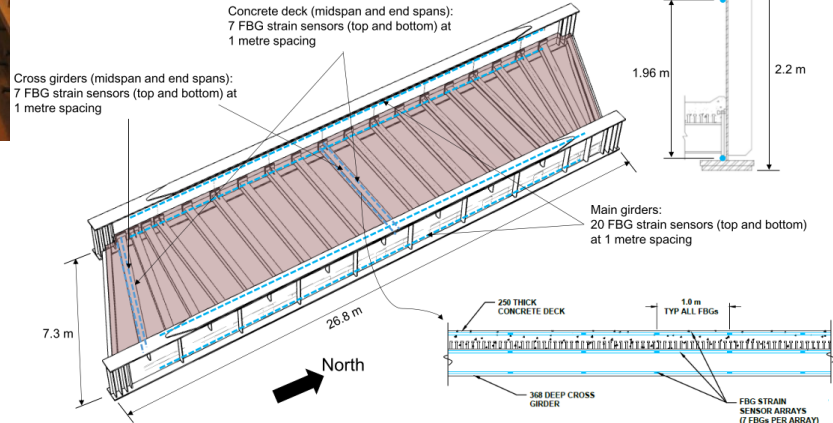 Concrete deck (midspan and end spans):
7 FBG strain sensors (top and bottom) at
1 metre spacing
Cross girders (midspan and end spans):
7 FBG strain sensors (top and bottom) at
1 metre spacing
1.96 m
2.2 m
Main girders:
20 FBG strain sensors (top and bottom)
at 1 metre spacing
7.3 m
26.8 m
North
250 THICK
CONCRETE DECK
1.0 m
TYP ALL FBGs
368 DEEP CROSS
GIRDER
FBG STRAIN
SENSOR ARRAYS
(7 FBGs PER ARRAY)